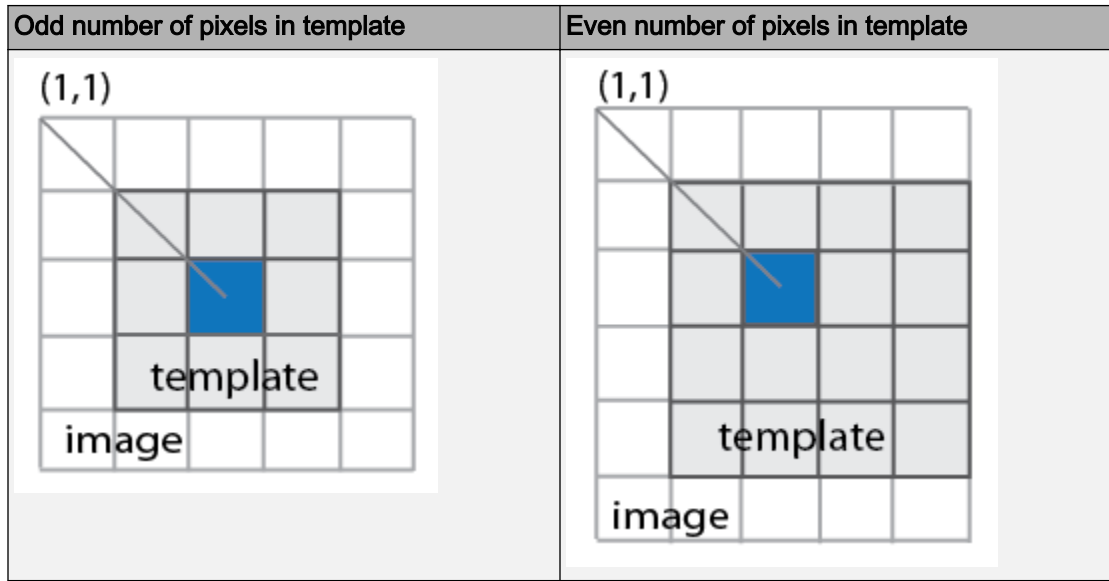 Odd number of pixels in template
Even number of pixels in template
(1,1)
template
image
(1,1)
template
image